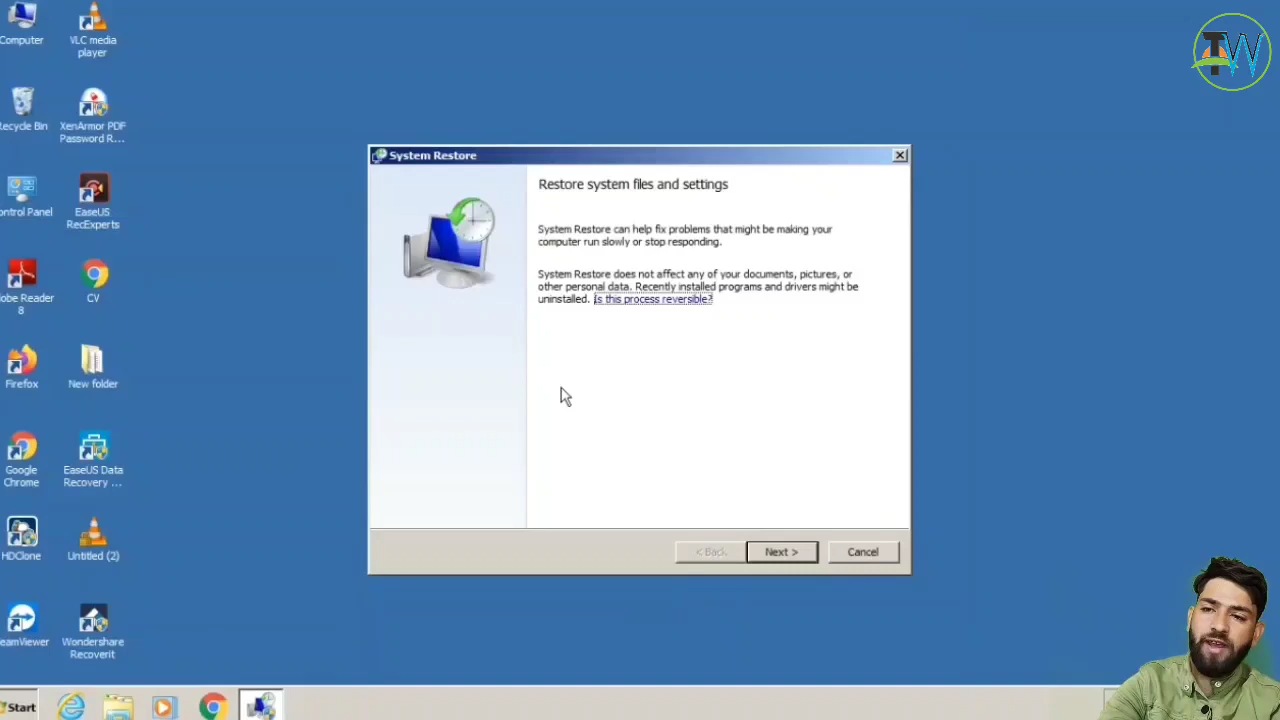 Computer
VLC media
player
Recycle Bin
XenArmor PDF
Password R...
ontrol Panel
EaseUS
RecExperts
dobe Reader
8
CV
Firefox
New folder
Google
Chrome
EaseUS Data
Recovery ...
HDClone
Untitled (2)
eamViewer
Wondershare
Recoverit
System Restore
Restore system files and settings
System Restore can help fix problems that might be making your
computer run slowly or stop responding.
System Restore does not affect any of your documents, pictures, or
other personal data. Recently installed programs and drivers might be
uninstalled. Is this process reversible?
< Back
Next >
Cancel
Start
TW